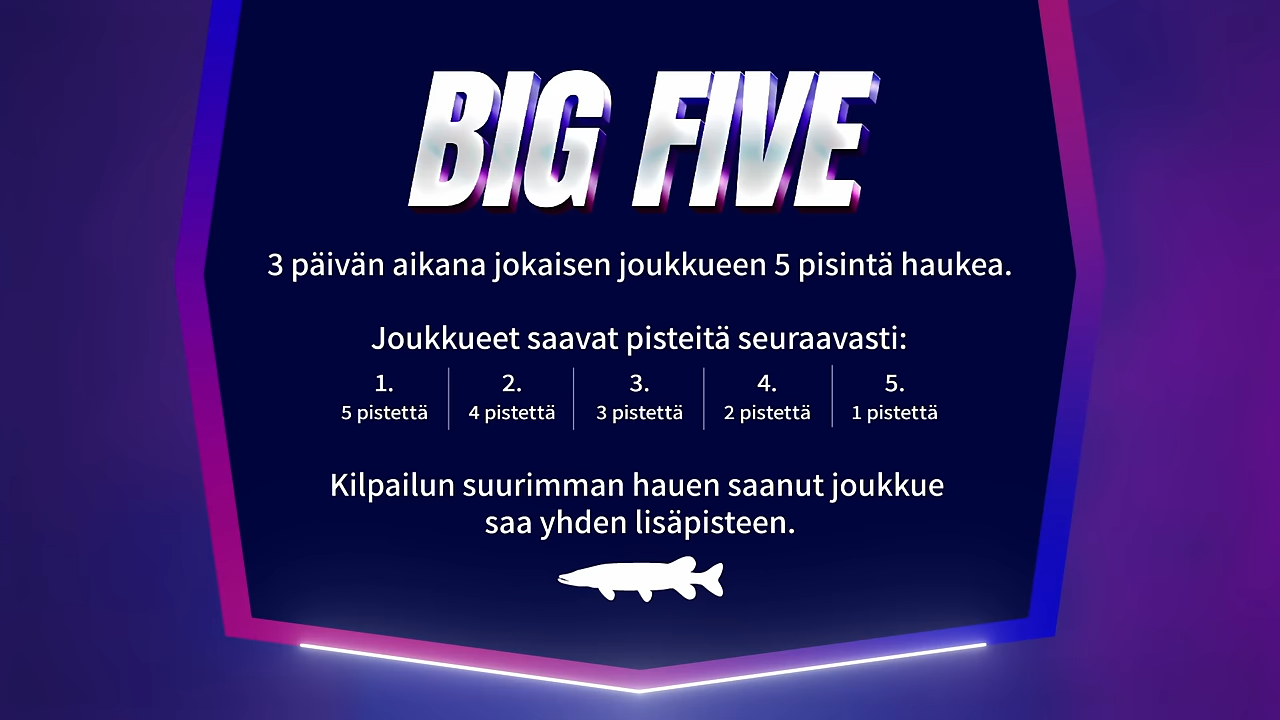 BIG FIVE
3 päivän aikana jokaisen joukkueen 5 pisintä haukea.
Joukkueet saavat pisteitä seuraavasti:
1. 2. 3. 4. 5.
5 pistettä 4 pistettä 3 pistettä 2 pistettä 1 pistettä
Kilpailun suurimman hauen saanut joukkue
saa yhden lisäpisteen.